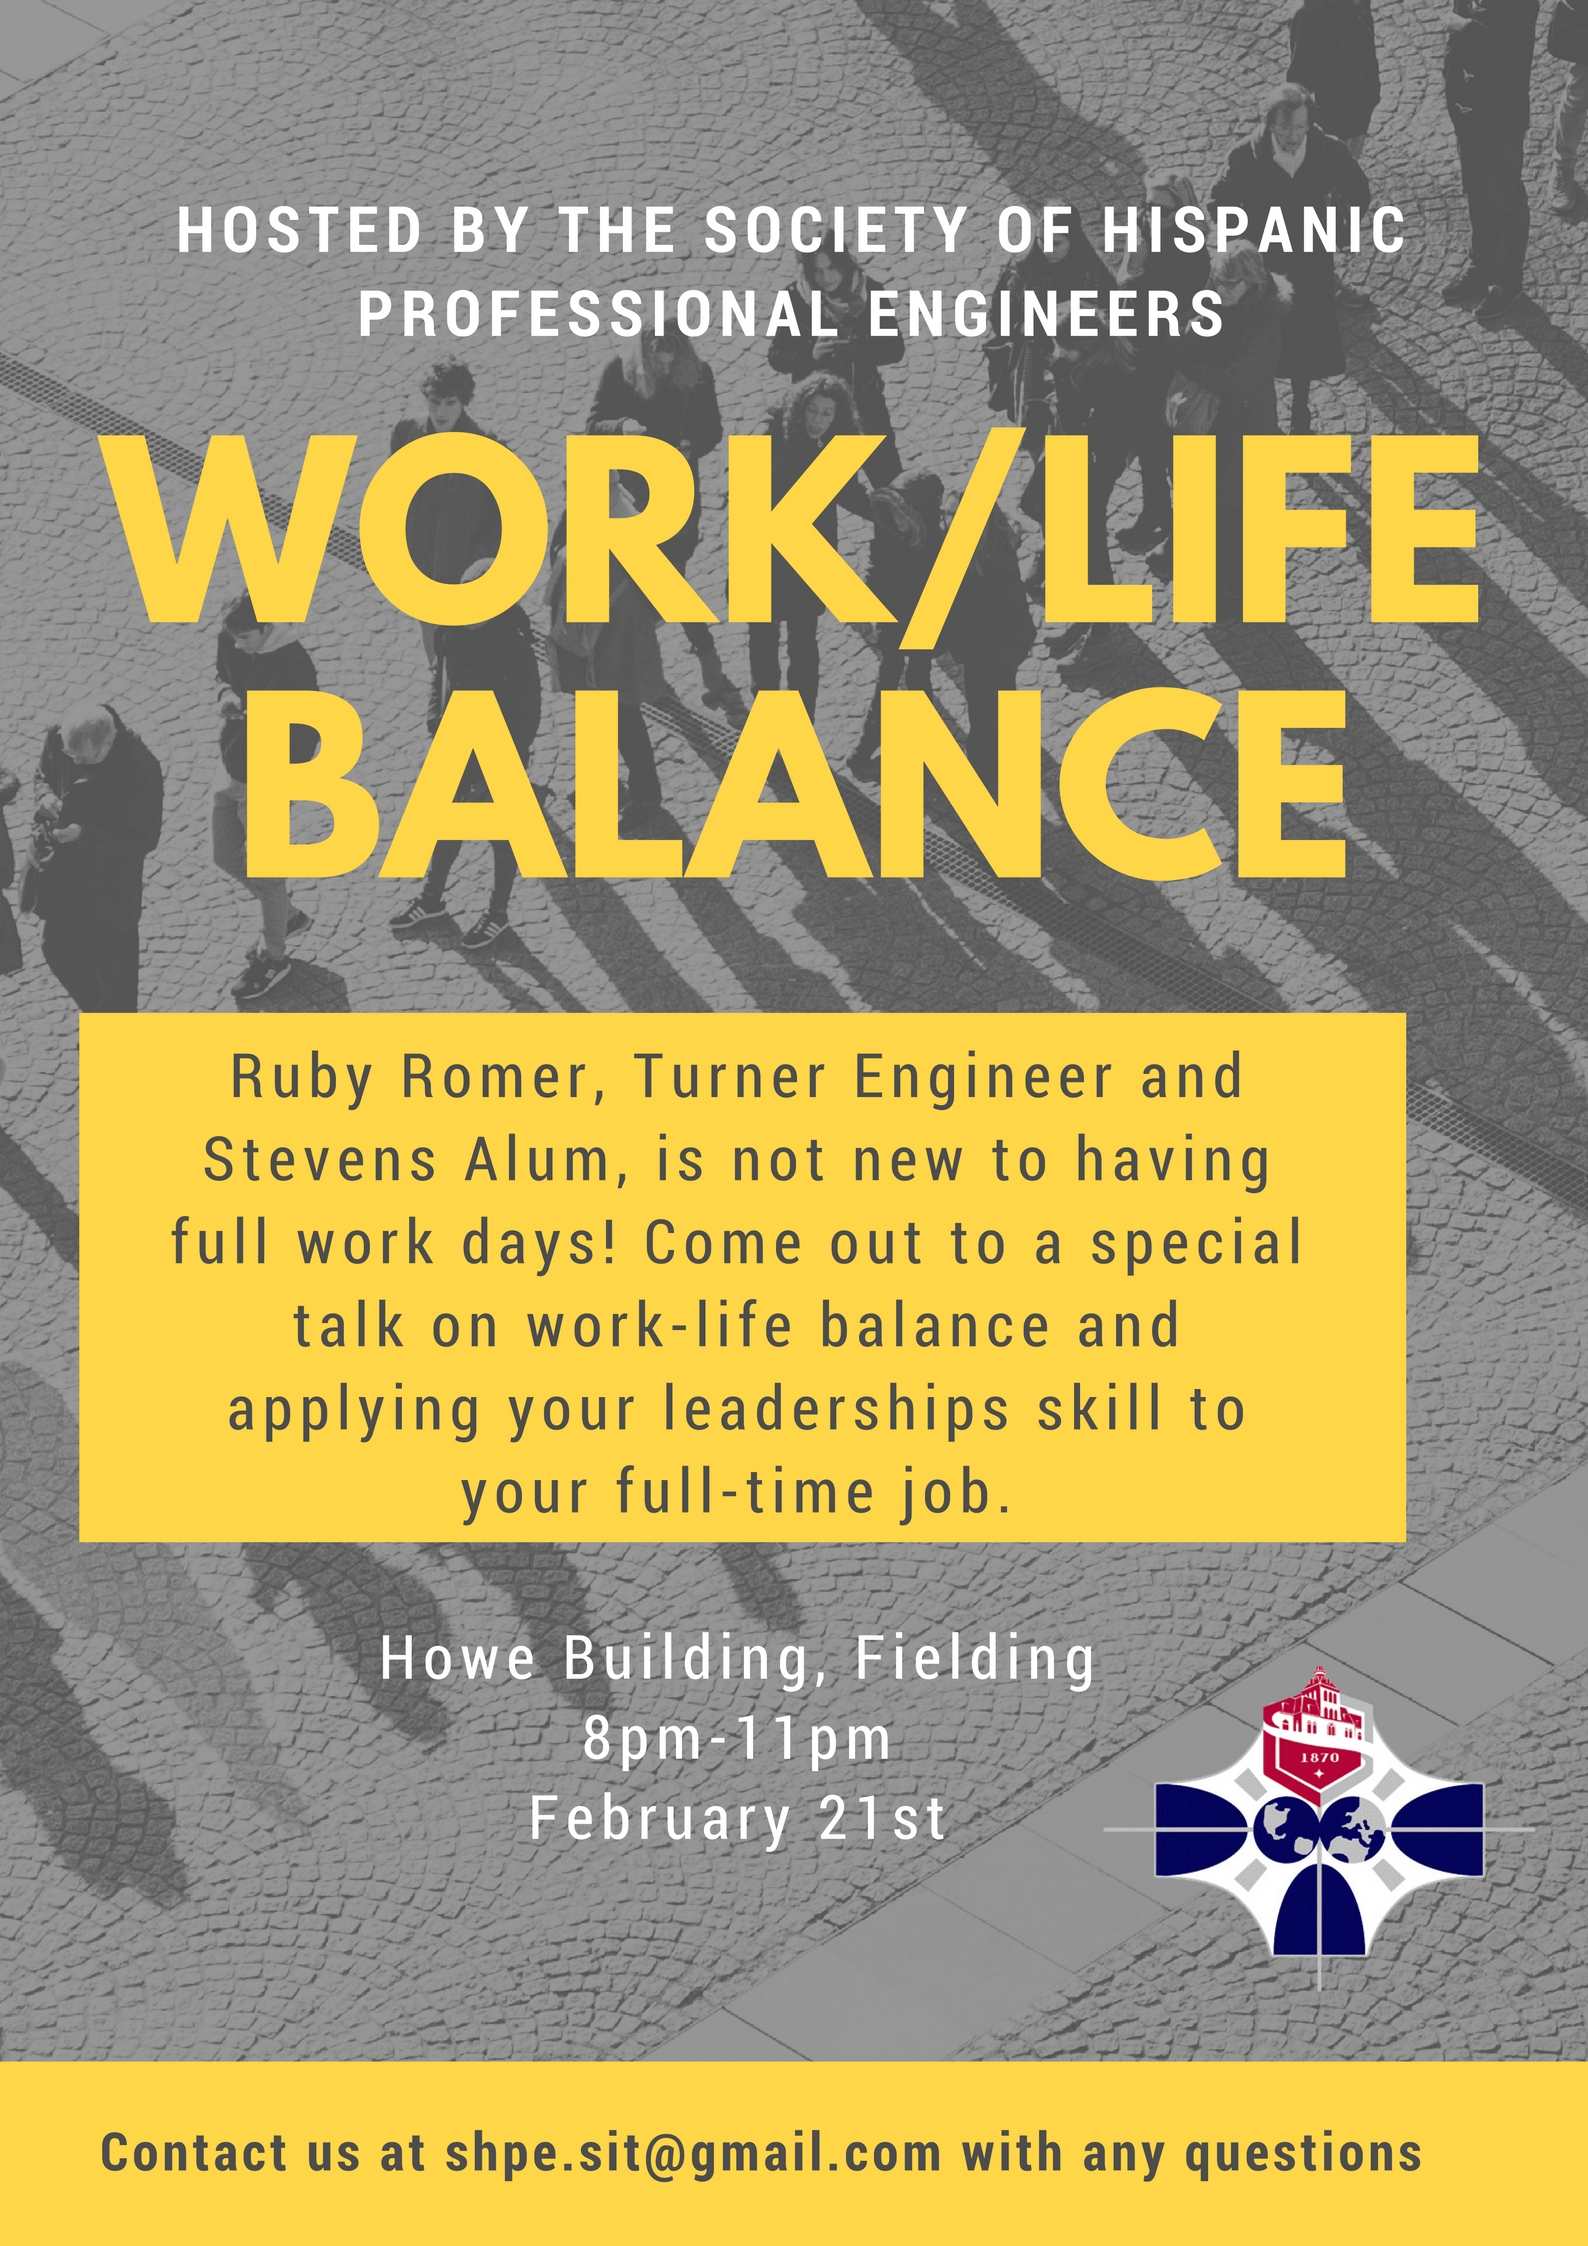 HOSTED BY THE SOCIETY OF HISPANIC
PROFESSIONAL ENGINEERS
WORK/LIFE
BALANCE
Ruby Romer, Turner Engineer and
Stevens Alum, is not new to having
full work days! Come out to a special
talk on work-life balance and
applying your leaderships skill to
your full-time job.
Howe Building, Fielding
8pm-11pm
February 21st
1870
Contact us at shpe.sit@gmail.com with any questions